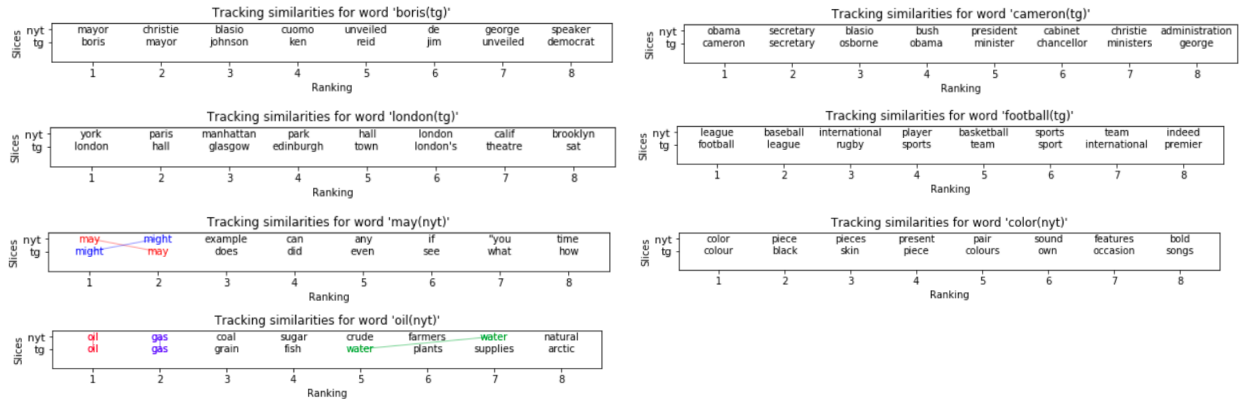 Tracking similarities for word 'boris(tg)'
Slices
nyt mayor christie blasio cuomo unveiled de george speaker
tg boris mayor johnson ken reid jim unveiled democrat
1 2 3 4 5 6 7 8
Ranking
Tracking similarities for word 'cameron(tg)'
Slices
nyt obama secretary blasio bush president cabinet christie administration
tg cameron secretary osborne obama minister chancellor ministers george
1 2 3 4 5 6 7 8
Ranking
Tracking similarities for word 'london(tg)'
Slices
nyt york paris manhattan park hall london calif brooklyn
tg london hall glasgow edinburgh town london's theatre sat
1 2 3 4 5 6 7 8
Ranking
Tracking similarities for word 'football(tg)'
Slices
nyt league baseball international player basketball sports team indeed
tg football league rugby sports team sport international premier
1 2 3 4 5 6 7 8
Ranking
Tracking similarities for word 'may(nyt)'
Slices
nyt may might example can any if "you time
tg might may does did even see what how
1 2 3 4 5 6 7 8
Ranking
Tracking similarities for word 'color(nyt)'
Slices
nyt color piece pieces present pair sound features bold
tg colour black skin piece colours own occasion songs
1 2 3 4 5 6 7 8
Ranking
Tracking similarities for word 'oil(nyt)'
Slices
nyt oil gas coal sugar crude farmers water natural
tg oil gas grain fish water plants supplies arctic
1 2 3 4 5 6 7 8
Ranking